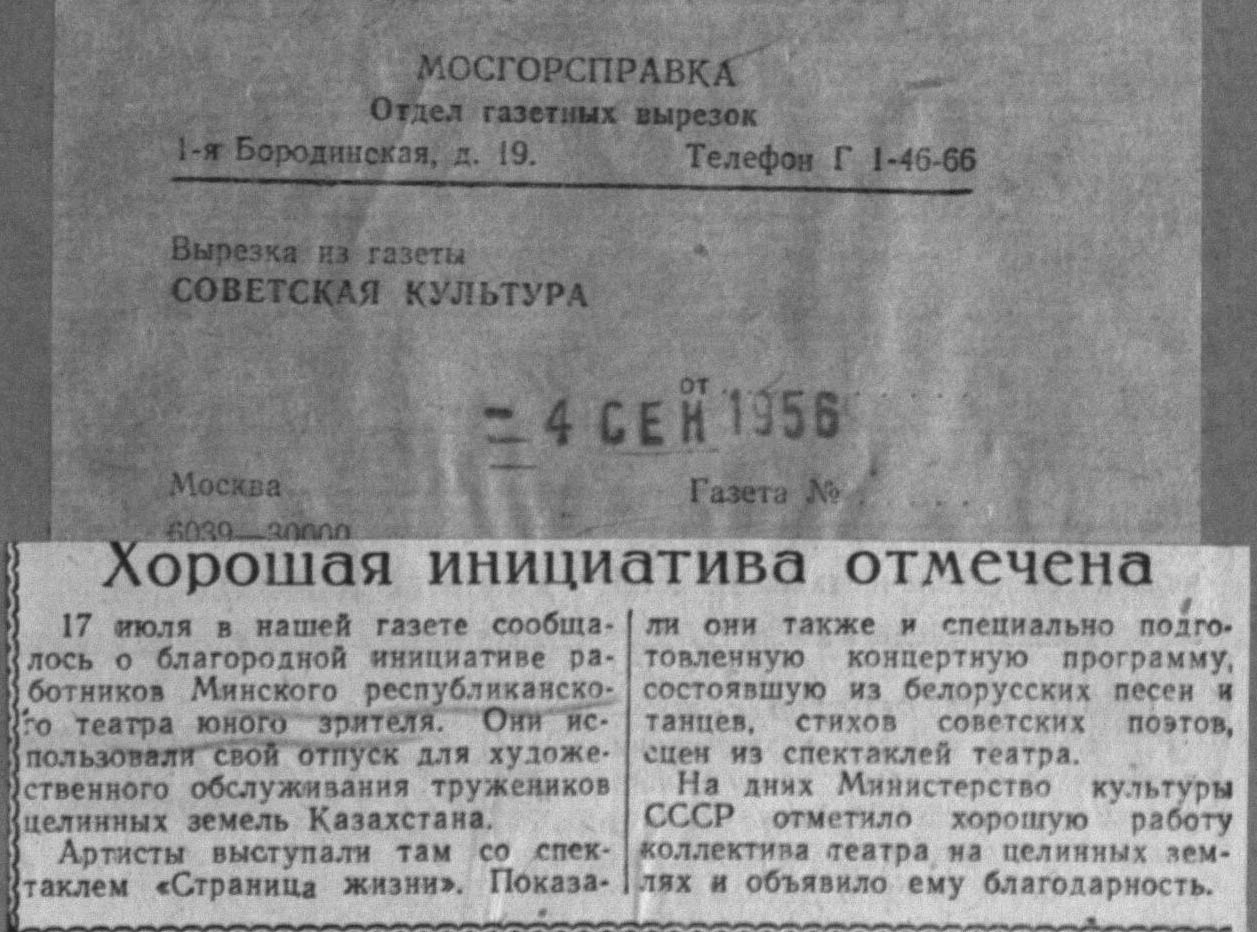 МОСГОРСПРАВКА
Отдел газетных вырезок
1-я Бородинская, д. 19. Телефон Г 1-46-66
Вырезка из газеты
СОВЕТСКАЯ КУЛЬТУРА
от
– 4 СЕН 1956
Москва Газета № . . . . .
6039—30000
Хорошая инициатива отмечена
17 июля в нашей газете сообща-
лось о благородной инициативе ра-
ботников Минского республиканско-
го театра юного зрителя. Они ис-
пользовали свой отпуск для художе-
ственного обслуживания тружеников
целинных земель Казахстана.
Артисты выступали там со спек-
таклем «Страница жизни». Показа-
ли они также и специально подго-
товленную концертную программу,
состоявшую из белорусских песен и
танцев, стихов советских поэтов,
сцен из спектаклей театра.
На днях Министерство культуры
СССР отметило хорошую работу
коллектива театра на целинных зем-
лях и объявило ему благодарность.